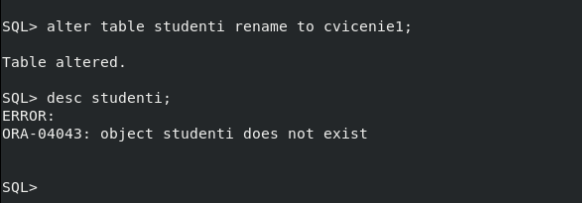 SQL> alter table studenti rename to cvicenie1;
Table altered.
SQL> desc studenti;
ERROR:
ORA-04043: object studenti does not exist
SQL>